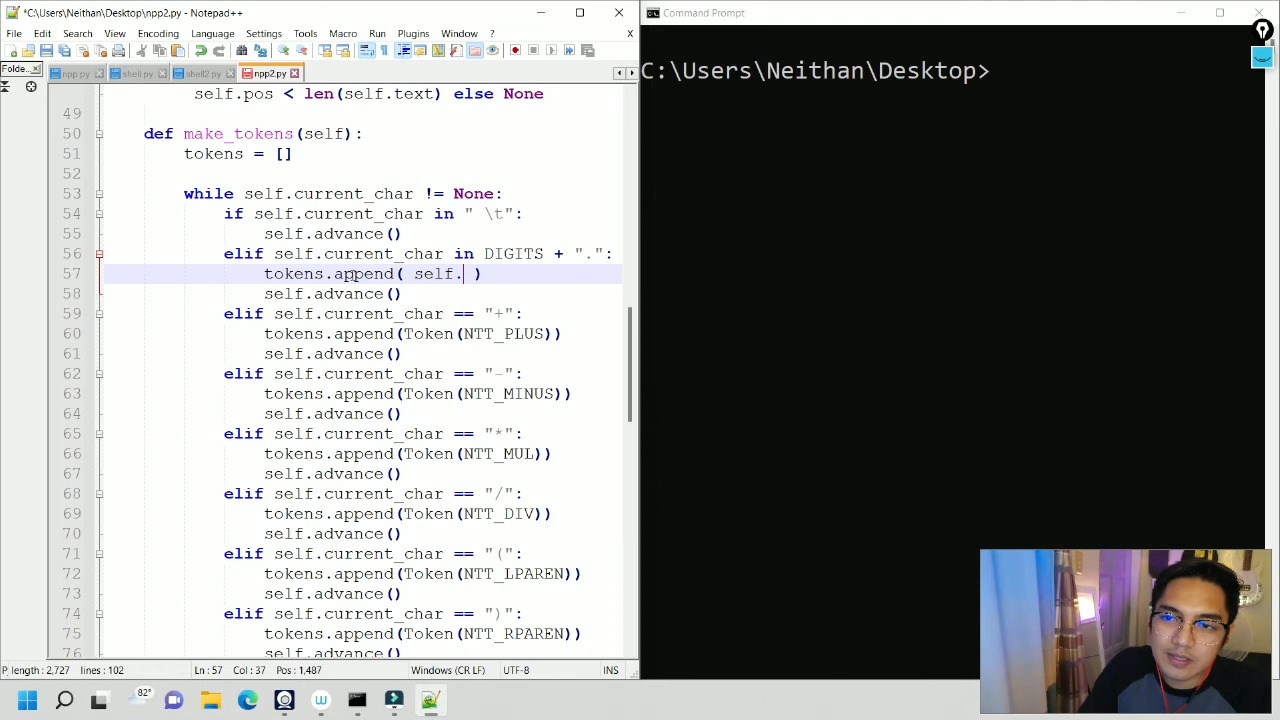 *C:\Users\Neithan\Desktop\npp2.py - Notepad++
File Edit Search View Encoding Language Settings Tools Macro Run Plugins Window ? X
Folde... npp.py shell.py shell2.py npp2.py
self.pos < len(self.text) else None
49
50 def make_tokens(self):
51 tokens = []
52
53 while self.current_char != None:
54 if self.current_char in " \t":
55 self.advance()
56 elif self.current_char in DIGITS + ".":
57 tokens.append( self. )
58 self.advance()
59 elif self.current_char == "+":
60 tokens.append(Token(NTT_PLUS))
61 self.advance()
62 elif self.current_char == "-":
63 tokens.append(Token(NTT_MINUS))
64 self.advance()
65 elif self.current_char == "*":
66 tokens.append(Token(NTT_MUL))
67 self.advance()
68 elif self.current_char == "/":
69 tokens.append(Token(NTT_DIV))
70 self.advance()
71 elif self.current_char == "(":
72 tokens.append(Token(NTT_LPAREN))
73 self.advance()
74 elif self.current_char == ")":
75 tokens.append(Token(NTT_RPAREN))
76 self.advance()
P length : 2,727 lines : 102 Ln : 57 Col : 37 Pos : 1,487 Windows (CR LF) UTF-8 INS
Command Prompt
C:\Users\Neithan\Desktop>
82°